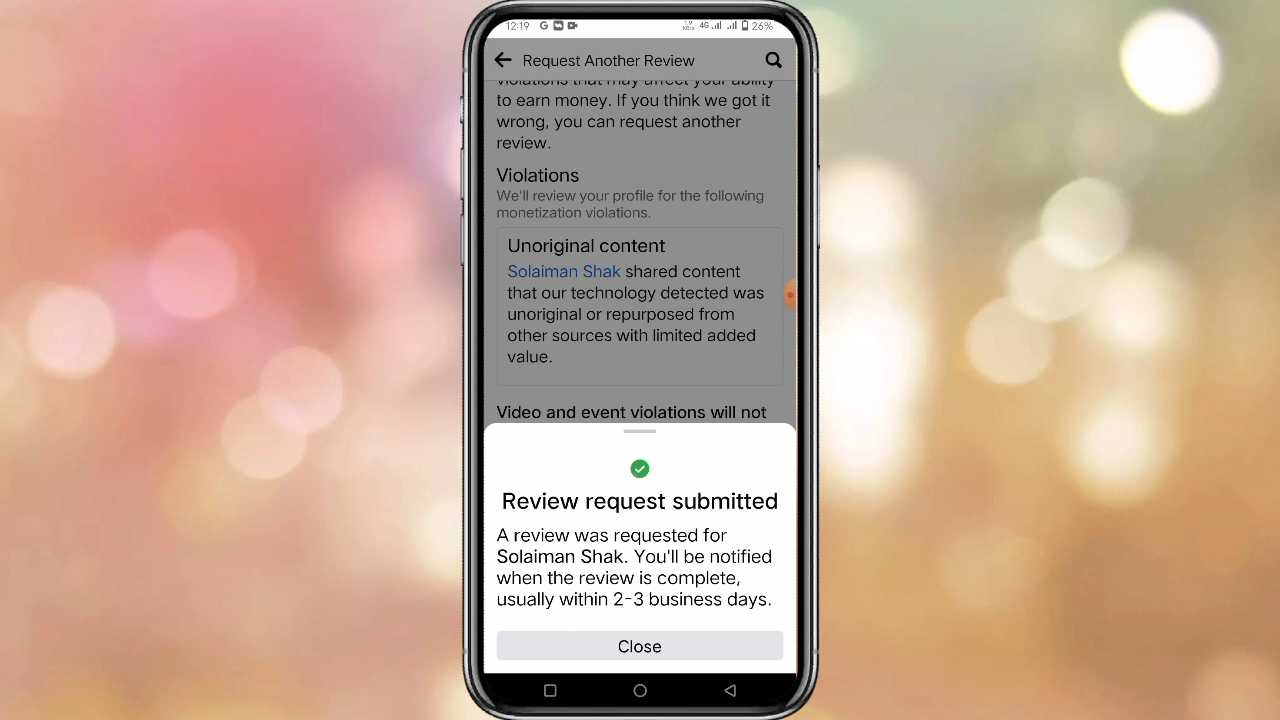 12:19 G 1.0 KB/s 4G 26%
Request Another Review
violations that may affect your ability
to earn money. If you think we got it
wrong, you can request another
review.
Violations
We'll review your profile for the following
monetization violations.
Unoriginal content
Solaiman Shak shared content
that our technology detected was
unoriginal or repurposed from
other sources with limited added
value.
Video and event violations will not
Review request submitted
A review was requested for
Solaiman Shak. You'll be notified
when the review is complete,
usually within 2-3 business days.
Close